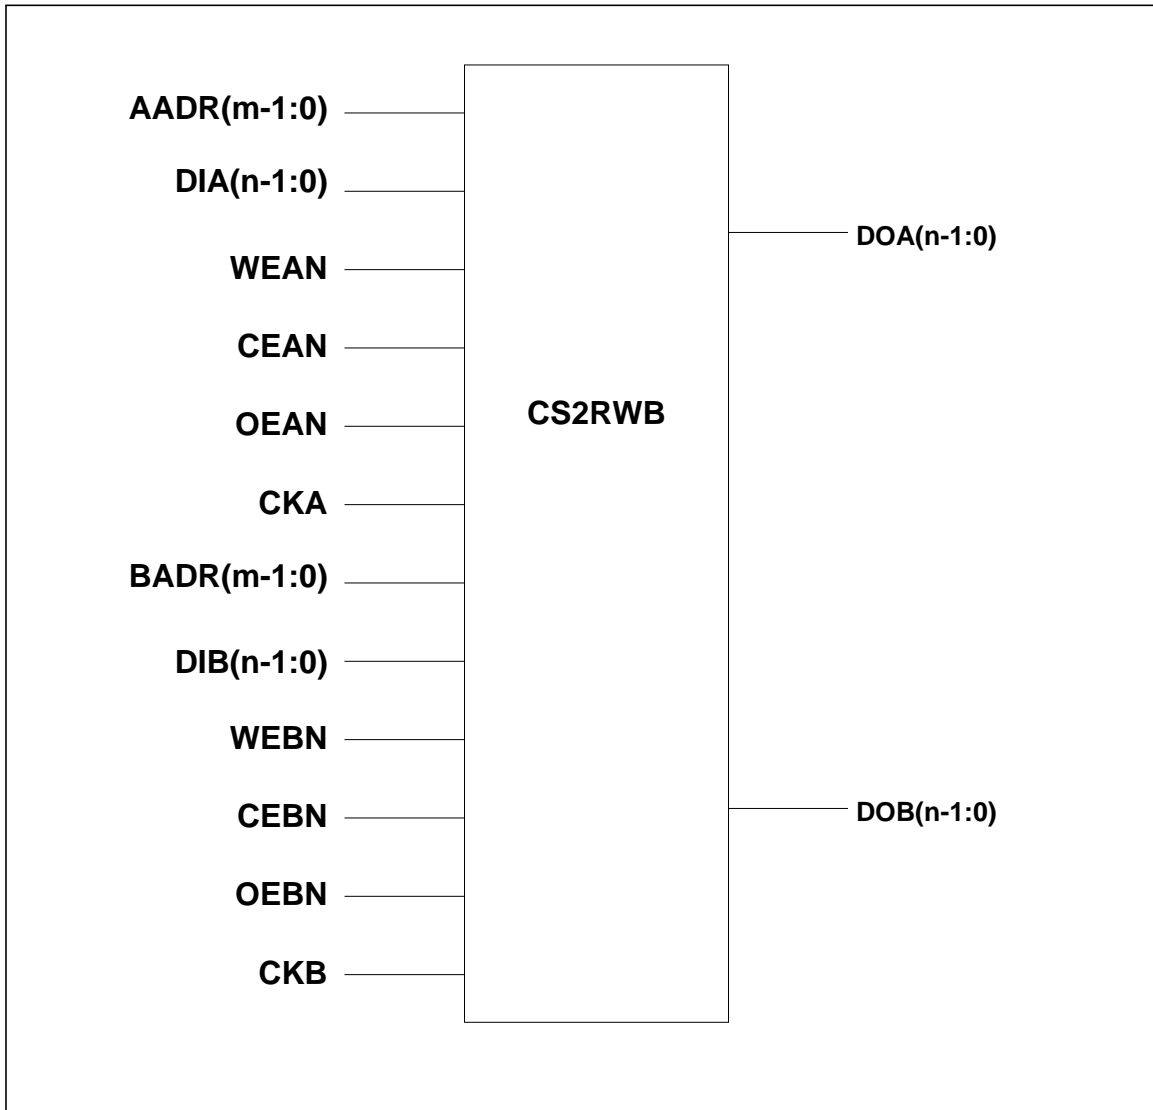 AADR(m-1:0)
DIA(n-1:0)
WEAN
CEAN
OEAN
CKA
BADR(m-1:0)
DIB(n-1:0)
WEBN
CEBN
OEBN
CKB
CS2RWB
DOA(n-1:0)
DOB(n-1:0)